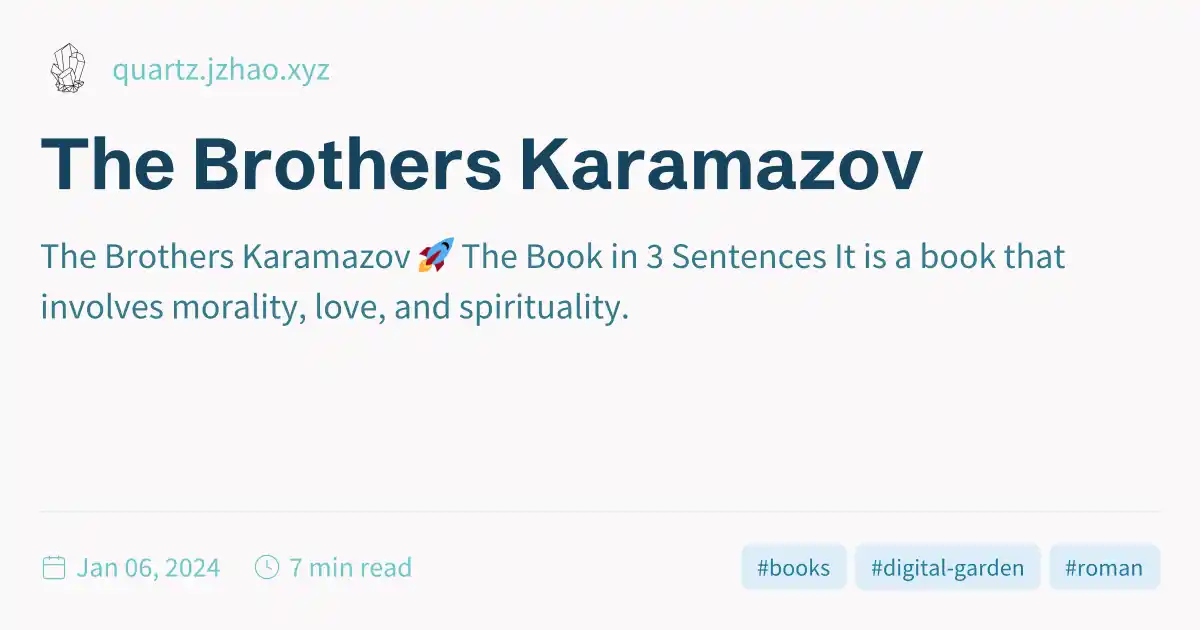 quartz.jzhao.xyz
The Brothers Karamazov
The Brothers Karamazov 🚀 The Book in 3 Sentences It is a book that
involves morality, love, and spirituality.
Jan 06, 2024 7 min read #books #digital-garden #roman